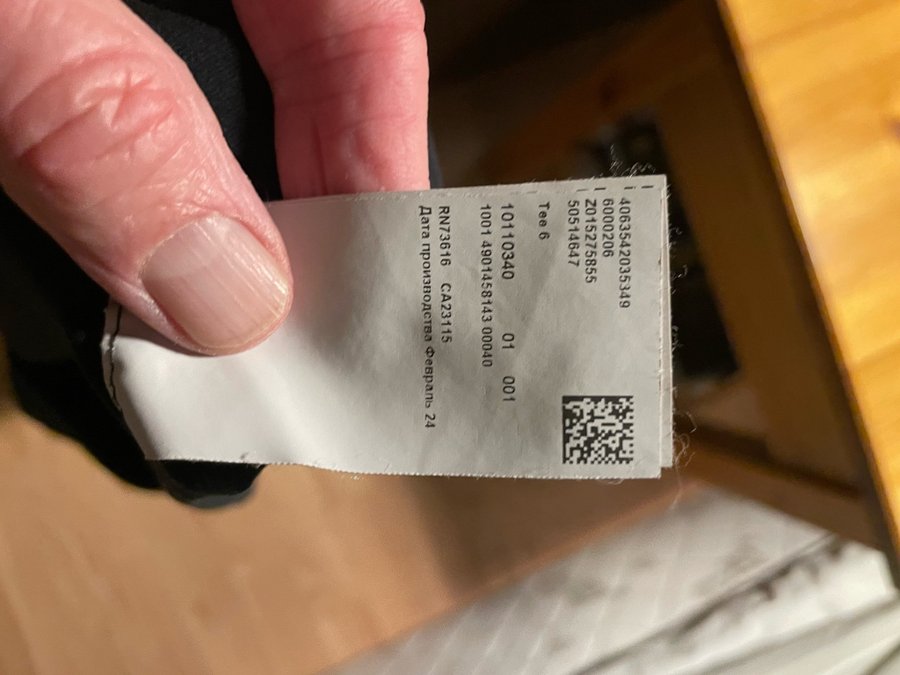 4063542035349
6000206
Z015275855
50514647
Tee 6
10110340 01 001
1001 4901458143 00040
RN73616 CA23115
Дата производства Февраль 24